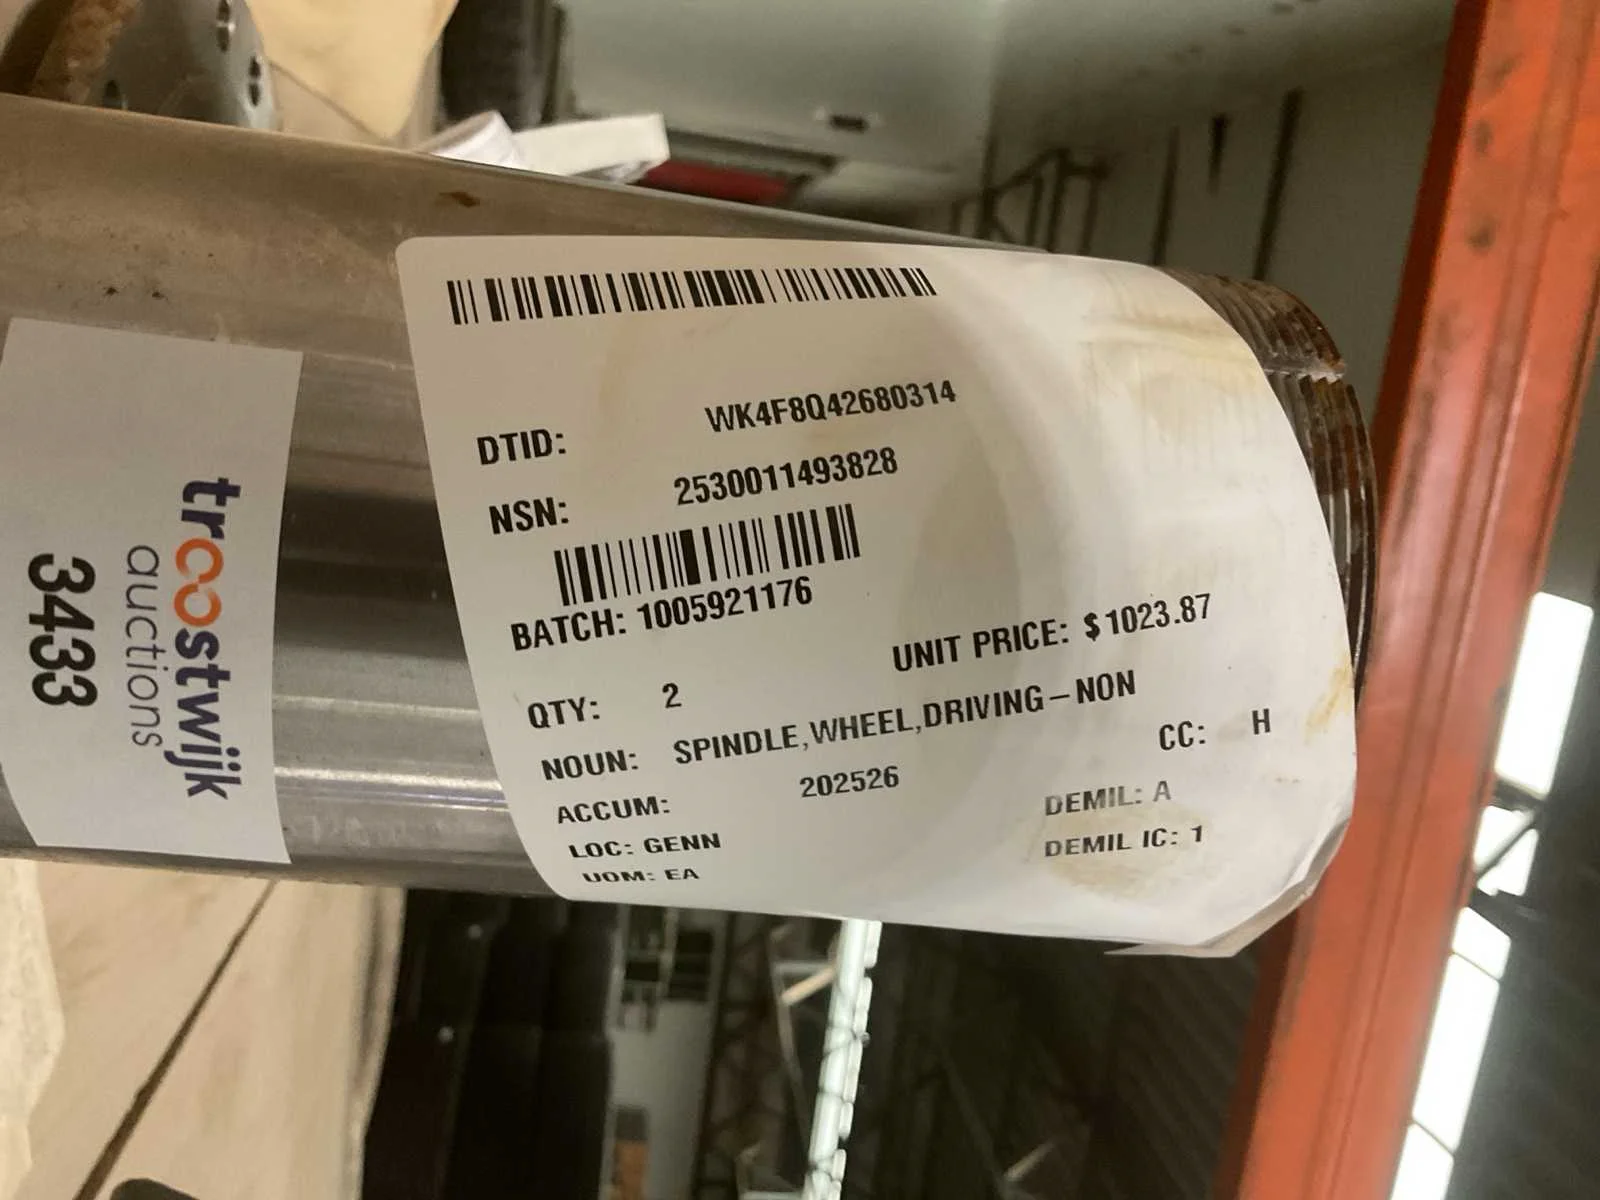 DTID: WK4F8Q42680314
NSN: 2530011493828
BATCH: 1005921176
QTY: 2 UNIT PRICE: $1023.87
NOUN: SPINDLE,WHEEL,DRIVING-NON
ACCUM: 202526 CC: H
LOC: GENN DEMIL: A
UOM: EA DEMIL IC: 1
troostwijk
auctions
3433